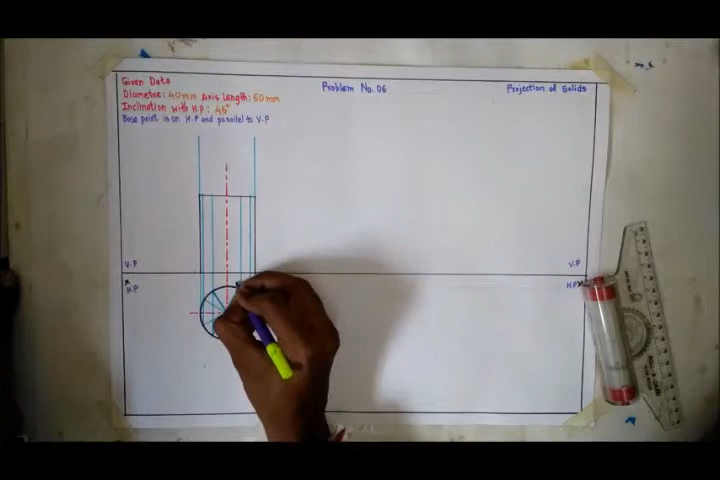 Given Data
Diametre: 40mm Axis Length: 60mm
Inclination with H.P: 45°
Base point is on H.P and parallel to V.P
Problem No. 06
Projection of Solids
V.P
V.P
X
H.P
H.P
Y